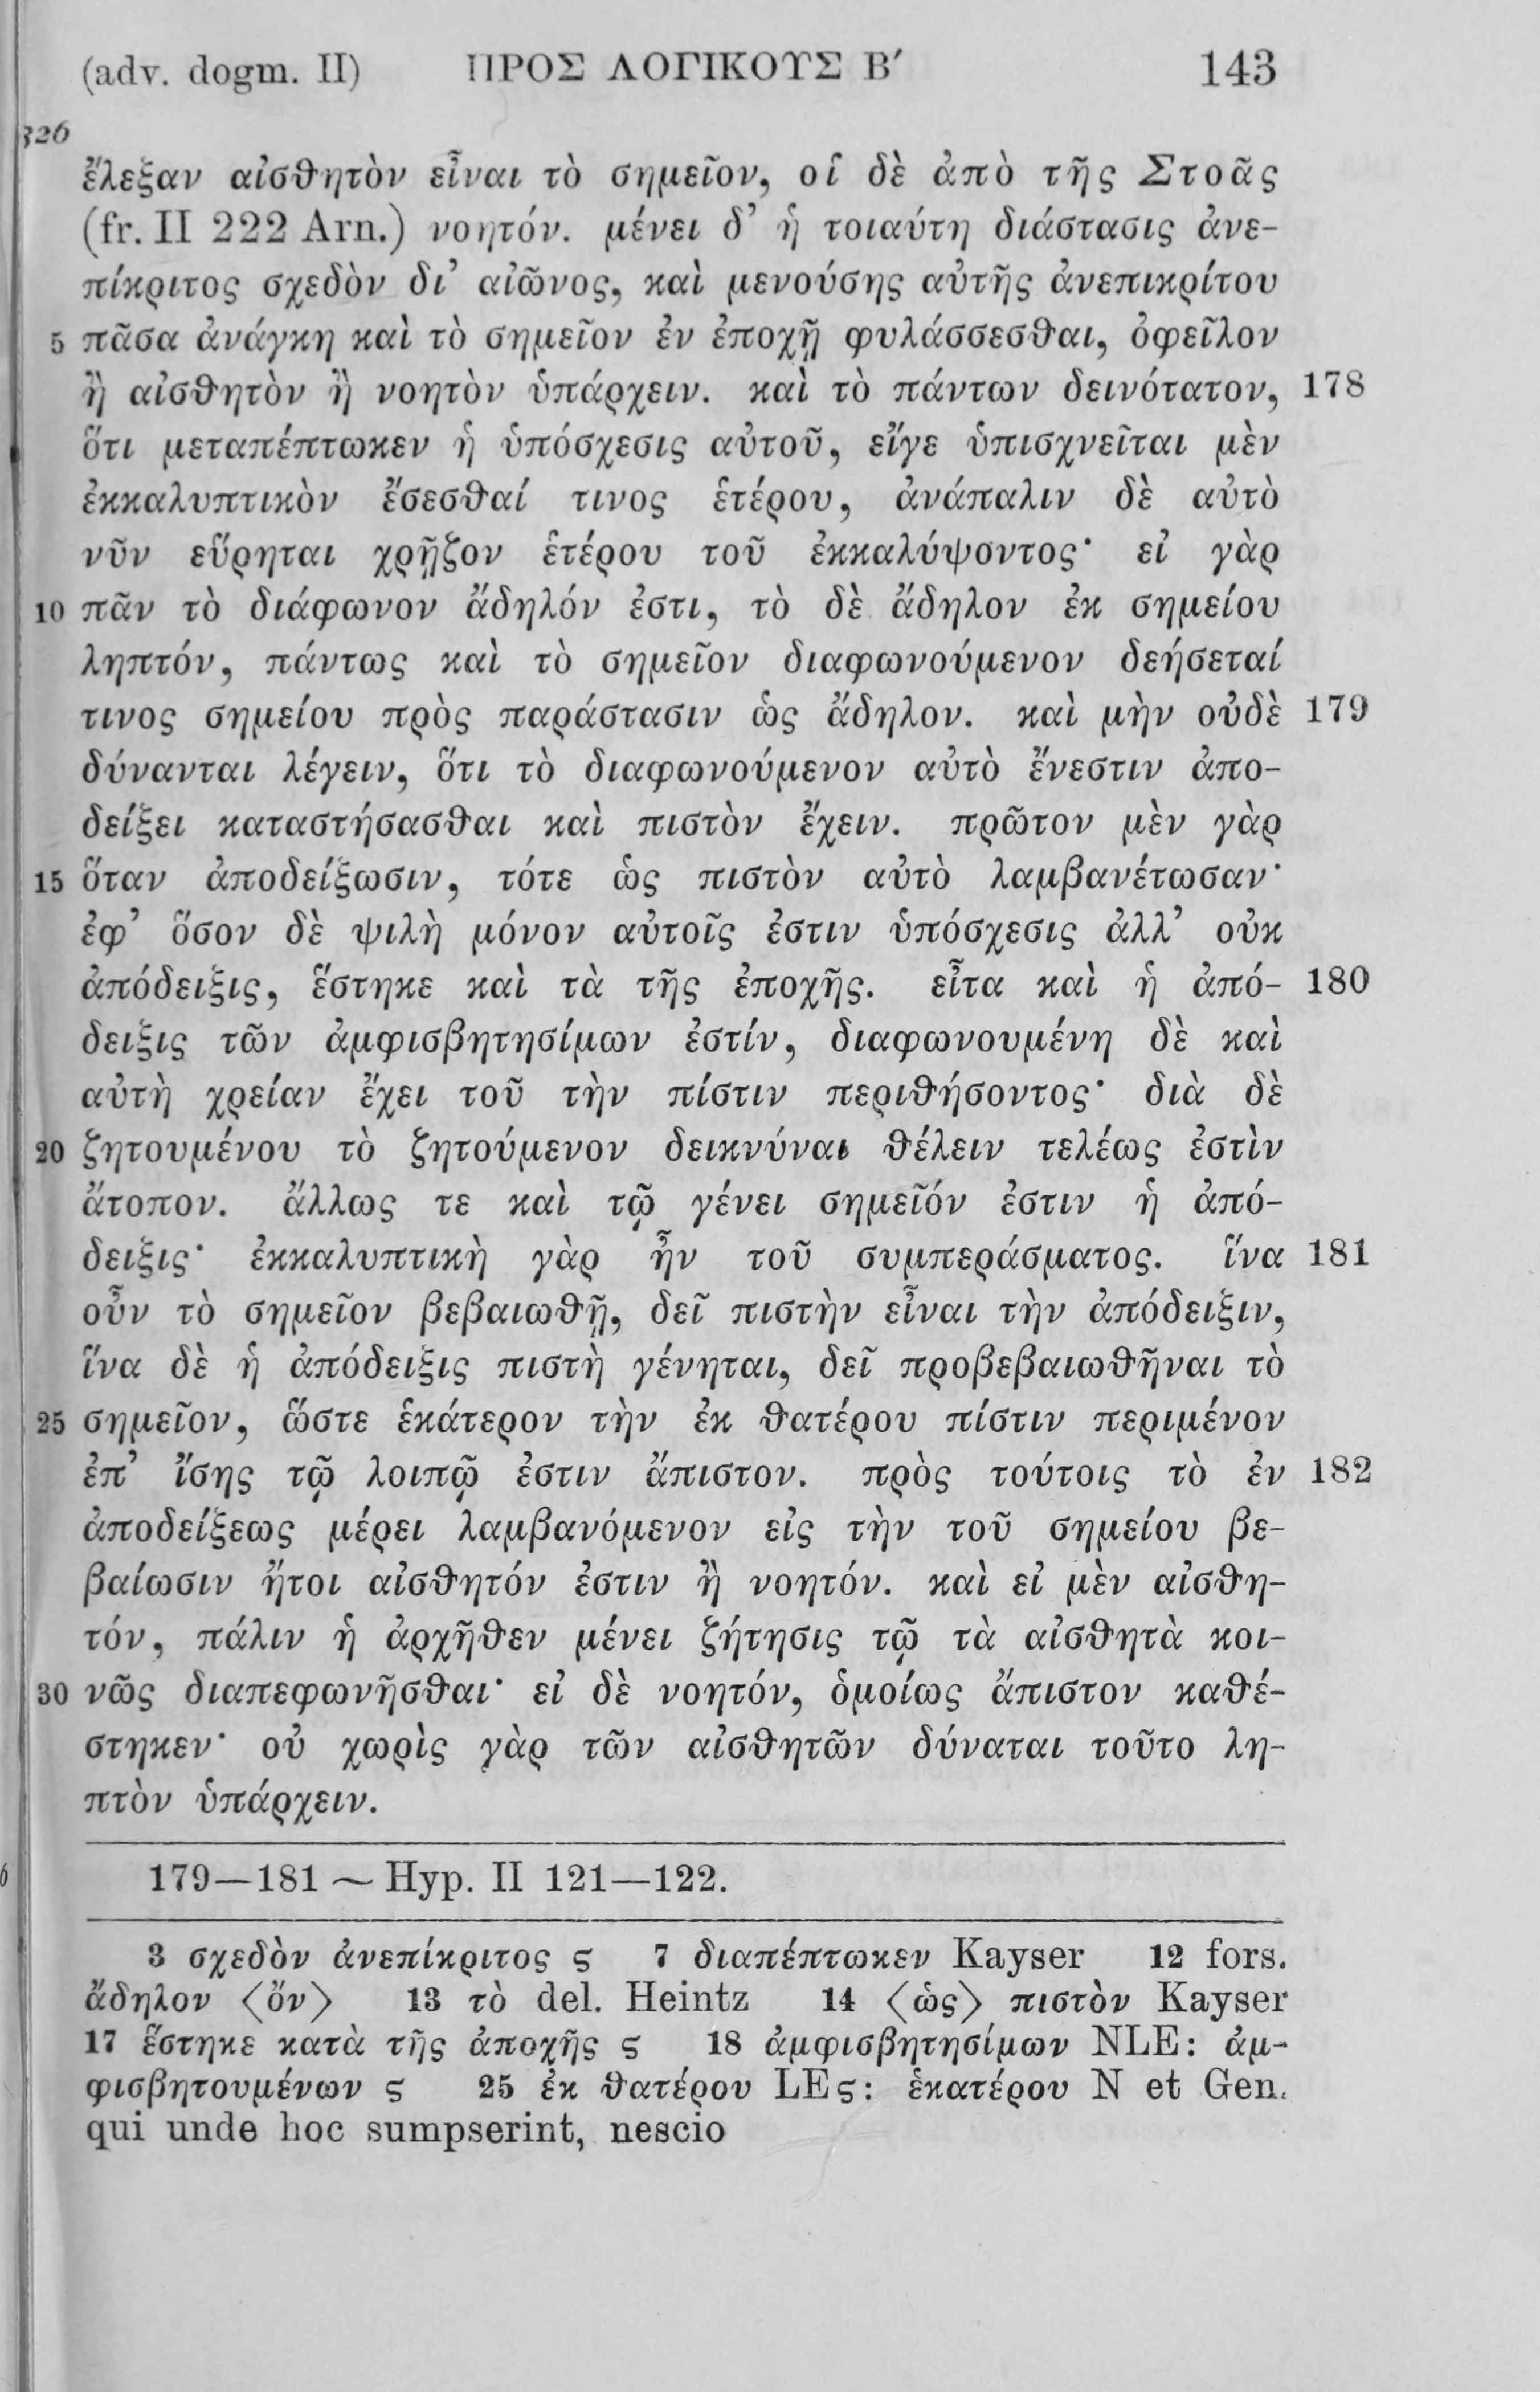 (adv. dogm. II) ΠΡΟΣ ΛΟΓΙΚΟΥΣ Β′ 143
326
ἔλεξαν αἰσθητὸν εἶναι τὸ σημεῖον, οἱ δὲ ἀπὸ τῆς Στοᾶς
(fr. II 222 Arn.) νοητόν. μένει δ’ ἡ τοιαύτη διάστασις ἀνε-
πίκριτος σχεδὸν δι’ αἰῶνος, καὶ μενούσης αὐτῆς ἀνεπικρίτου
5 πᾶσα ἀνάγκη καὶ τὸ σημεῖον ἐν ἐποχῇ φυλάσσεσθαι, ὀφεῖλον
ἢ αἰσθητὸν ἢ νοητὸν ὑπάρχειν. καὶ τὸ πάντων δεινότατον, 178
ὅτι μεταπέπτωκεν ἡ ὑπόσχεσις αὐτοῦ, εἴγε ὑπισχνεῖται μὲν
ἐκκαλυπτικὸν ἔσεσθαί τινος ἑτέρου, ἀνάπαλιν δὲ αὐτὸ
νῦν εὕρηται χρῇζον ἑτέρου τοῦ ἐκκαλύψοντος· εἰ γὰρ
10 πᾶν τὸ διάφωνον ἄδηλόν ἐστι, τὸ δὲ ἄδηλον ἐκ σημείου
ληπτόν, πάντως καὶ τὸ σημεῖον διαφωνούμενον δεήσεταί
τινος σημείου πρὸς παράστασιν ὡς ἄδηλον. καὶ μὴν οὐδὲ 179
δύνανται λέγειν, ὅτι τὸ διαφωνούμενον αὐτὸ ἔνεστιν ἀπο-
δείξει καταστήσασθαι καὶ πιστὸν ἔχειν. πρῶτον μὲν γὰρ
15 ὅταν ἀποδείξωσιν, τότε ὡς πιστὸν αὐτὸ λαμβανέτωσαν·
ἐφ’ ὅσον δὲ ψιλὴ μόνον αὐτοῖς ἐστιν ὑπόσχεσις ἀλλ’ οὐκ
ἀπόδειξις, ἕστηκε καὶ τὰ τῆς ἐποχῆς. εἶτα καὶ ἡ ἀπό- 180
δειξις τῶν ἀμφισβητησίμων ἐστίν, διαφωνουμένη δὲ καὶ
αὐτὴ χρείαν ἔχει τοῦ τὴν πίστιν περιθήσοντος· διὰ δὲ
20 ζητουμένου τὸ ζητούμενον δεικνύναι θέλειν τελέως ἐστὶν
ἄτοπον. ἄλλως τε καὶ τῷ γένει σημεῖόν ἐστιν ἡ ἀπό-
δειξις· ἐκκαλυπτικὴ γὰρ ἦν τοῦ συμπεράσματος. ἵνα 181
οὖν τὸ σημεῖον βεβαιωθῇ, δεῖ πιστὴν εἶναι τὴν ἀπόδειξιν,
ἵνα δὲ ἡ ἀπόδειξις πιστὴ γένηται, δεῖ προβεβαιωθῆναι τὸ
25 σημεῖον, ὥστε ἑκάτερον τὴν ἐκ θατέρου πίστιν περιμένον
ἐπ’ ἴσης τῷ λοιπῷ ἐστιν ἄπιστον. πρὸς τούτοις τὸ ἐν 182
ἀποδείξεως μέρει λαμβανόμενον εἰς τὴν τοῦ σημείου βε-
βαίωσιν ἤτοι αἰσθητόν ἐστιν ἢ νοητόν. καὶ εἰ μὲν αἰσθη-
τόν, πάλιν ἡ ἀρχῆθεν μένει ζήτησις τῷ τὰ αἰσθητὰ κοι-
30 νῶς διαπεφωνῆσθαι· εἰ δὲ νοητόν, ὁμοίως ἄπιστον καθέ-
στηκεν· οὐ χωρὶς γὰρ τῶν αἰσθητῶν δύναται τοῦτο λη-
πτὸν ὑπάρχειν.
179—181 ~ Hyp. II 121—122.
3 σχεδὸν ἀνεπίκριτος ς 7 διαπέπτωκεν Kayser 12 fors.
ἄδηλον ⟨ὄν⟩ 13 τὸ del. Heintz 14 ⟨ὡς⟩ πιστὸν Kayser
17 ἕστηκε κατὰ τῆς ἀποχῆς ς 18 ἀμφισβητησίμων NLE: ἀμ-
φισβητουμένων ς 25 ἐκ θατέρου LEς: ἑκατέρου N et Gen.
qui unde hoc sumpserint, nescio